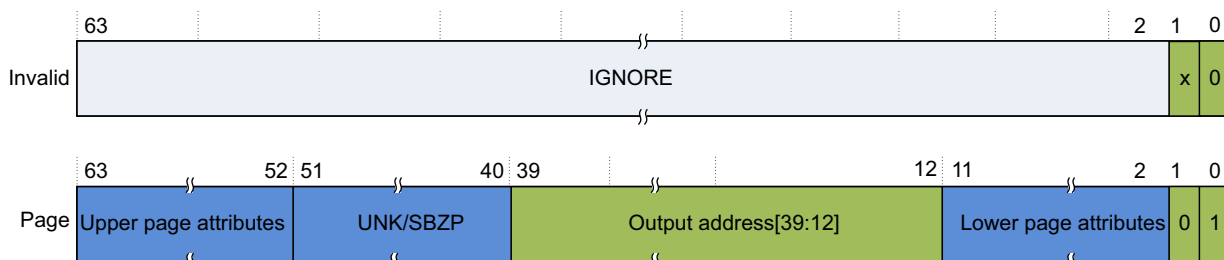 63 2 1 0
Invalid IGNORE x 0
63 52 51 40 39 12 11 2 1 0
Page Upper page attributes UNK/SBZP Output address[39:12] Lower page attributes 0 1